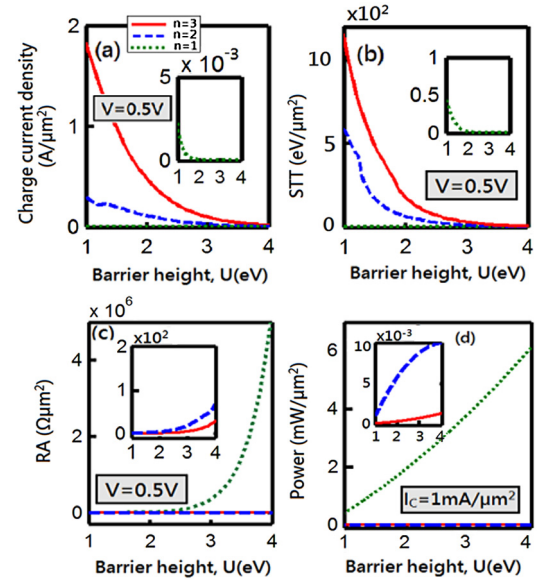 n=3
n=2
n=1
(a)
Charge current density
(A/μm²)
2
1
0
V=0.5V
5 × 10⁻³
0
1 2 3 4
1 2 3 4
Barrier height, U(eV)
x10²
(b)
STT (eV/μm²)
10
5
0
1
0.5
0
1 2 3 4
V=0.5V
1 2 3 4
Barrier height, U(eV)
x 10⁶
(c)
RA (Ωμm²)
4
2
0
x 10²
2
1
0
1 2 3 4
V=0.5V
1 2 3 4
Barrier height, U(eV)
(d)
Power (mW/μm²)
6
4
2
0
x10⁻³
10
5
0
1 2 3 4
I_C=1mA/μm²
1 2 3 4
Barrier height, U(eV)